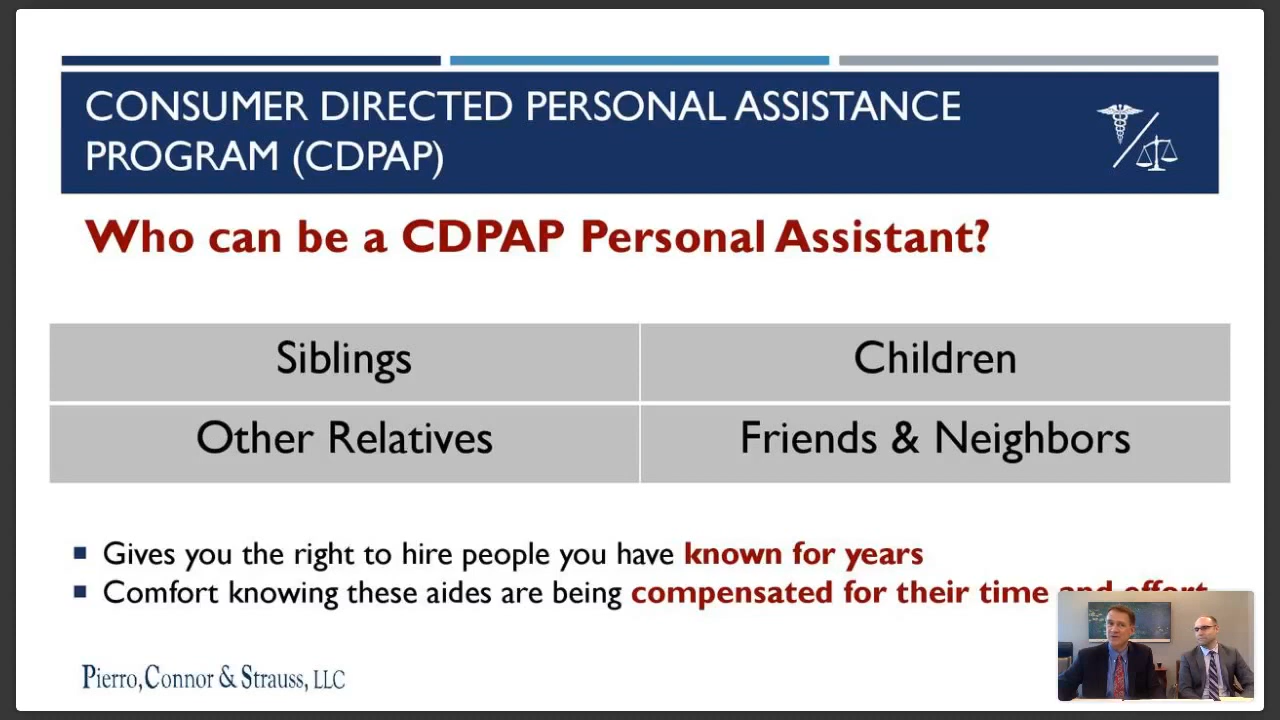 CONSUMER DIRECTED PERSONAL ASSISTANCE
PROGRAM (CDPAP)
Who can be a CDPAP Personal Assistant?
Siblings
Children
Other Relatives
Friends & Neighbors
Gives you the right to hire people you have known for years
Comfort knowing these aides are being compensated for their time and effort
Pierro, Connor & Strauss, LLC